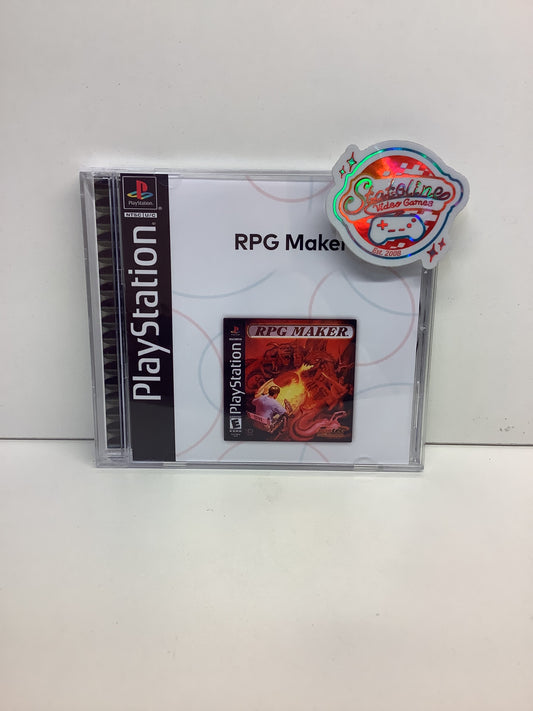 PlayStation
NTSC U/C
PlayStation
RPG Maker
Stateline
Video Games
Est. 2008
RPG MAKER
PlayStation
E